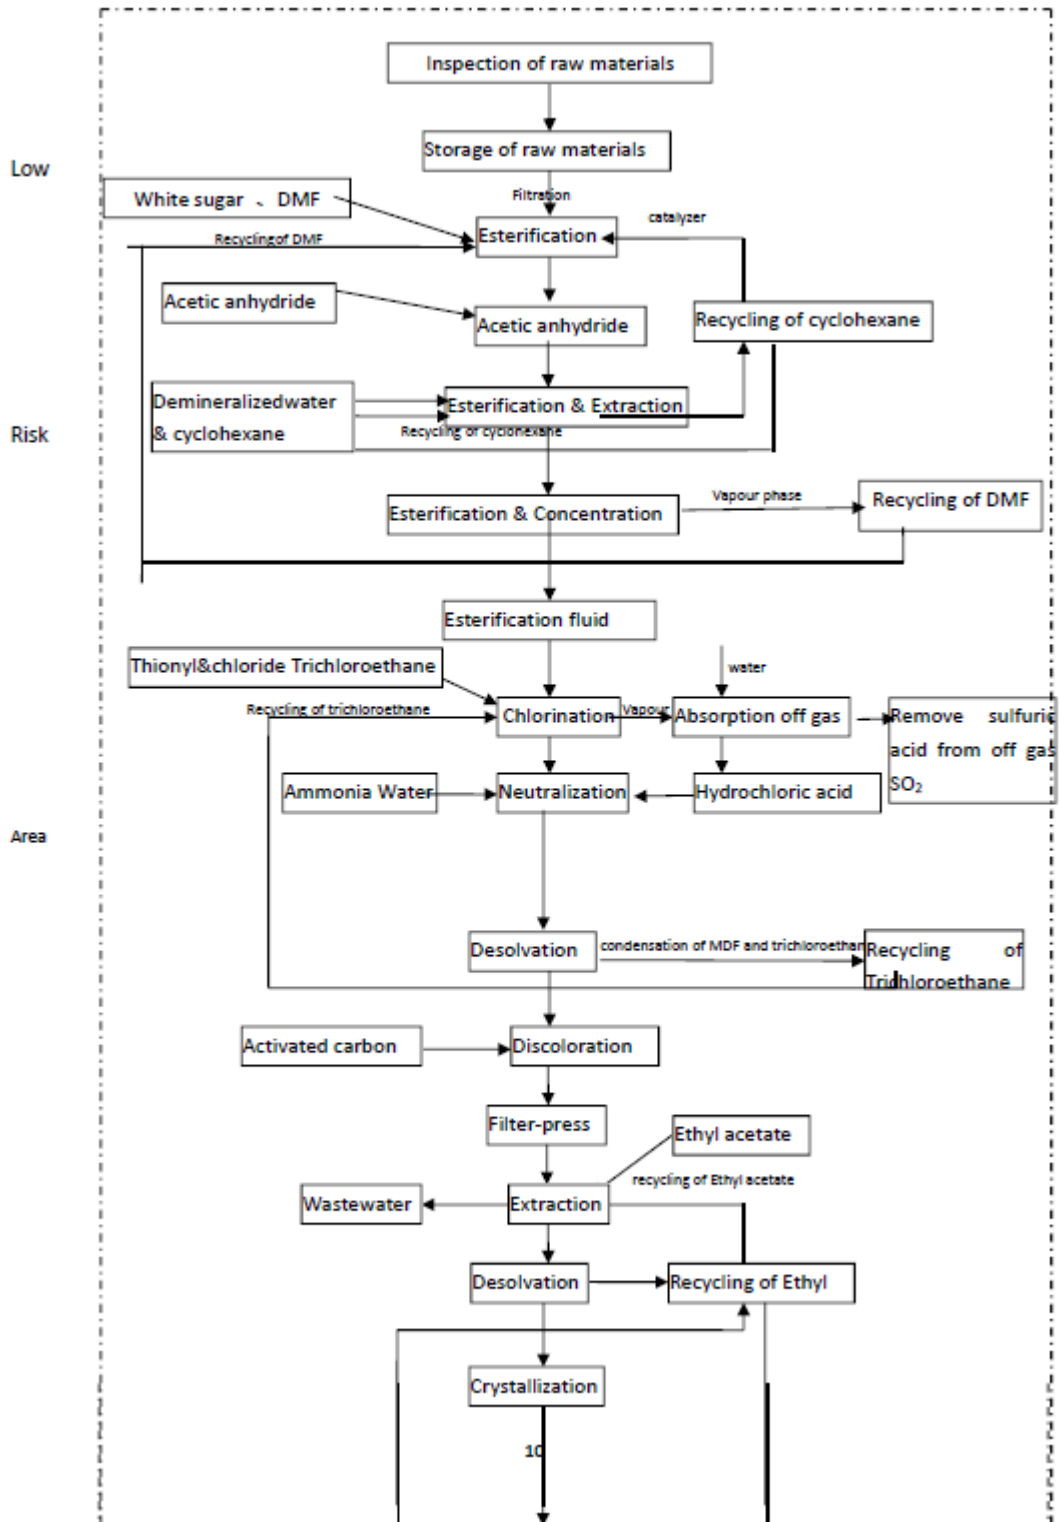 Inspection of raw materials
Storage of raw materials
Low
Filtration
White sugar 、 DMF
catalyzer
Esterification
Recyclingof DMF
Acetic anhydride
Acetic anhydride
Recycling of cyclohexane
Demineralizedwater
& cyclohexane
Esterification & Extraction
Risk
Recycling of cyclohexane
Vapour phase
Recycling of DMF
Esterification & Concentration
Esterification fluid
Thionyl&chloride Trichloroethane
water
Recycling of trichloroethane
Chlorination
Vapour
Absorption off gas
Remove sulfuric
acid from off gas
SO₂
Ammonia Water
Neutralization
Hydrochloric acid
Area
Desolvation
condensation of MDF and trichloroethan
Recycling of
Trichloroethane
Activated carbon
Discoloration
Filter-press
Ethyl acetate
recycling of Ethyl acetate
Wastewater
Extraction
Desolvation
Recycling of Ethyl
Crystallization
10